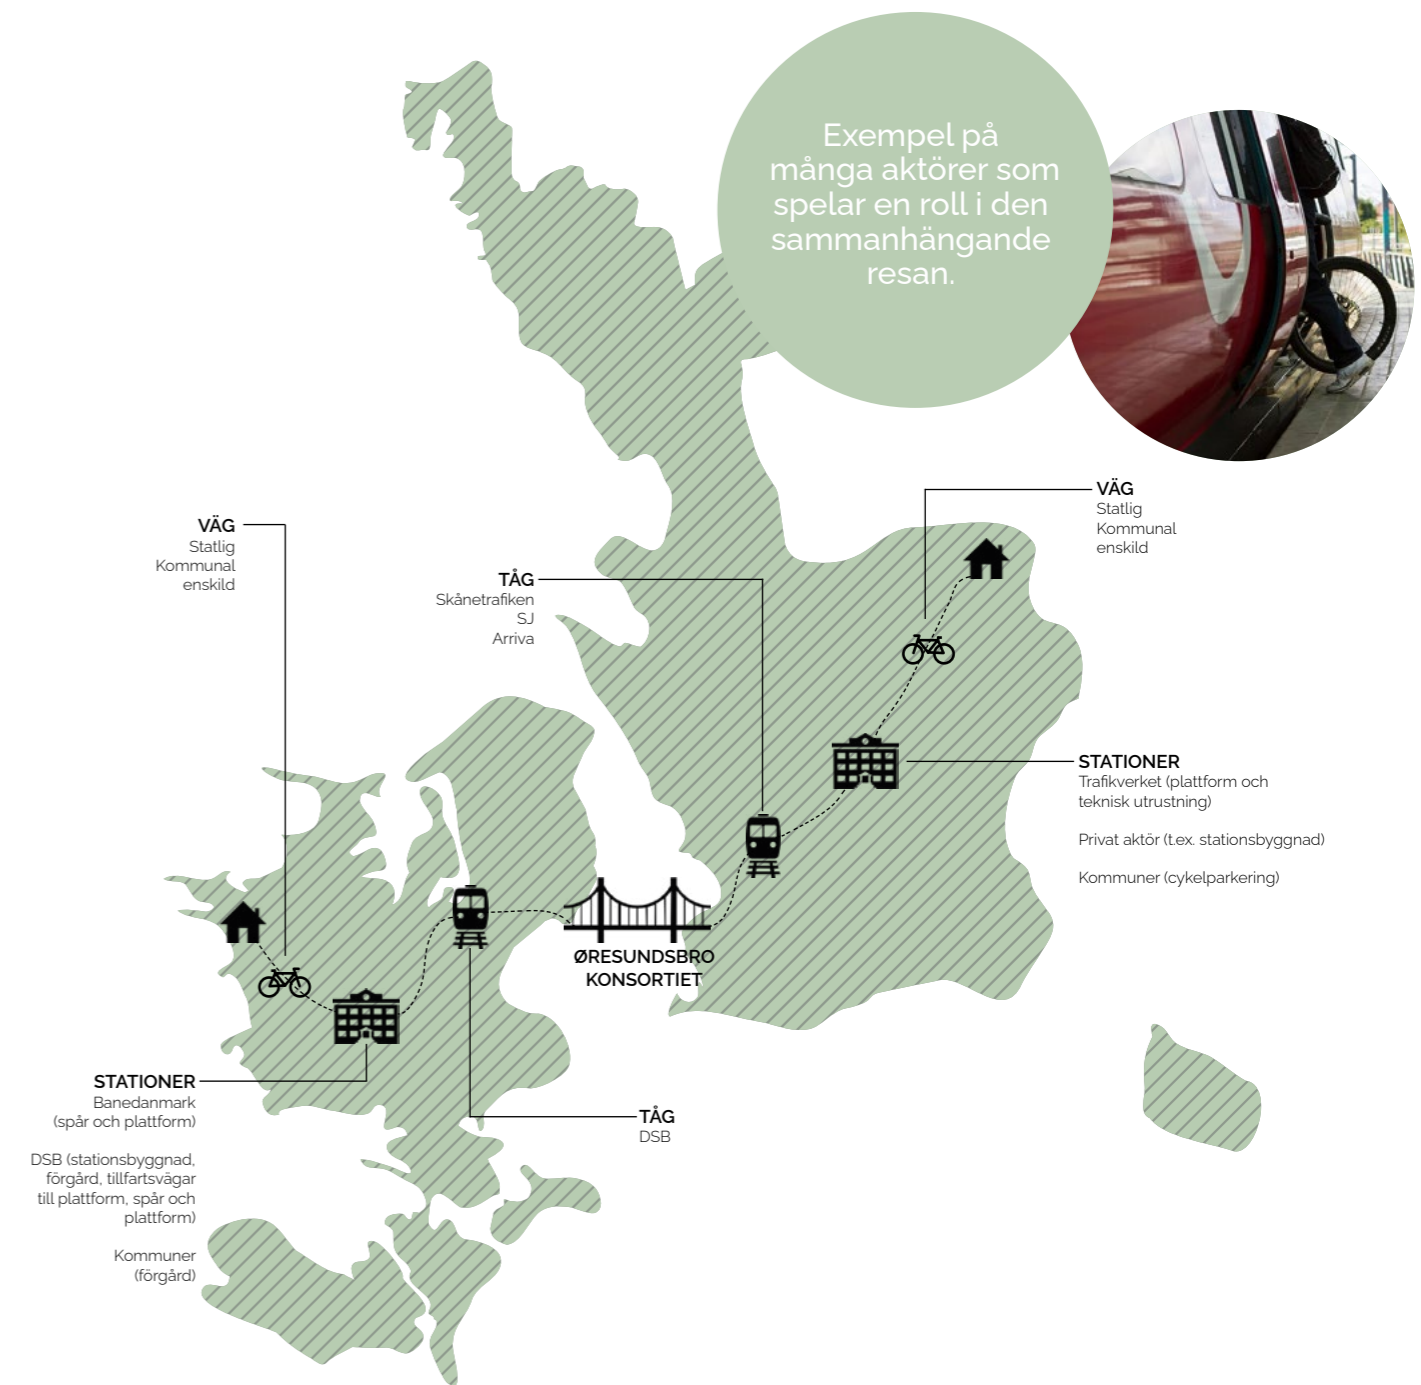 Exempel på
många aktörer som
spelar en roll i den
sammanhängande
resan.
VÄG
Statlig
Kommunal
enskild
VÄG
Statlig
Kommunal
enskild
TÅG
Skånetrafiken
SJ
Arriva
STATIONER
Trafikverket (plattform och
teknisk utrustning)
Privat aktör (t.ex. stationsbyggnad)
Kommuner (cykelparkering)
ØRESUNDSBRO
KONSORTIET
STATIONER
Banedanmark
(spår och plattform)
DSB (stationsbyggnad,
förgård, tillfartsvägar
till plattform, spår och
plattform)
Kommuner
(förgård)
TÅG
DSB